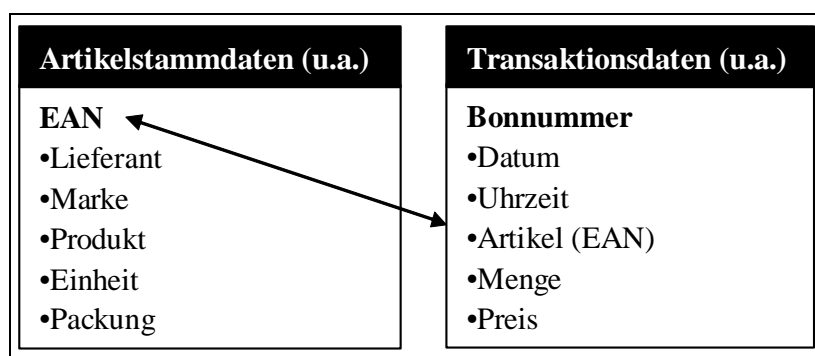 Artikelstammdaten (u.a.)
EAN
•Lieferant
•Marke
•Produkt
•Einheit
•Packung
Transaktionsdaten (u.a.)
Bonnummer
•Datum
•Uhrzeit
•Artikel (EAN)
•Menge
•Preis